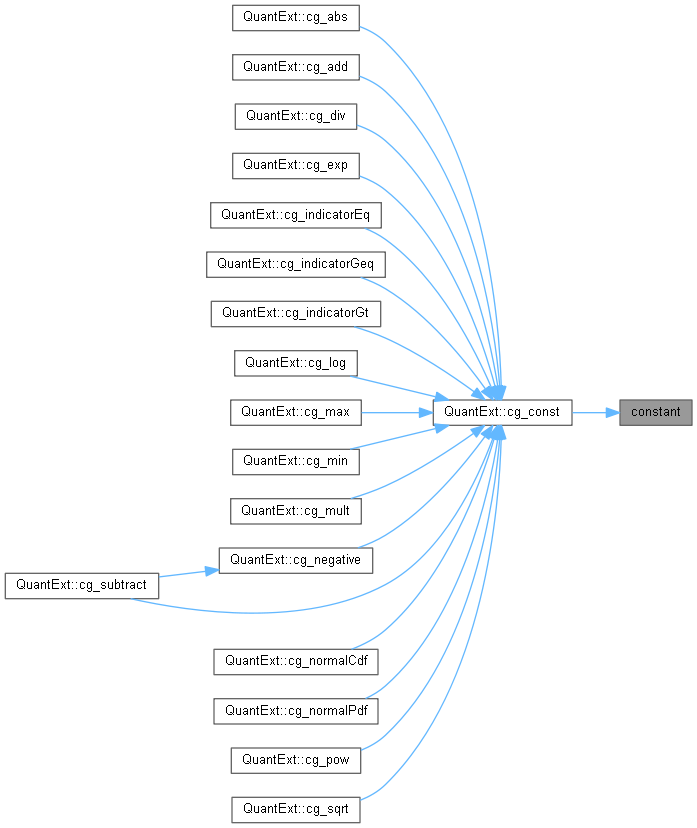 QuantExt::cg_abs
QuantExt::cg_add
QuantExt::cg_div
QuantExt::cg_exp
QuantExt::cg_indicatorEq
QuantExt::cg_indicatorGeq
QuantExt::cg_indicatorGt
QuantExt::cg_log
QuantExt::cg_max
QuantExt::cg_const
constant
QuantExt::cg_min
QuantExt::cg_mult
QuantExt::cg_negative
QuantExt::cg_subtract
QuantExt::cg_normalCdf
QuantExt::cg_normalPdf
QuantExt::cg_pow
QuantExt::cg_sqrt